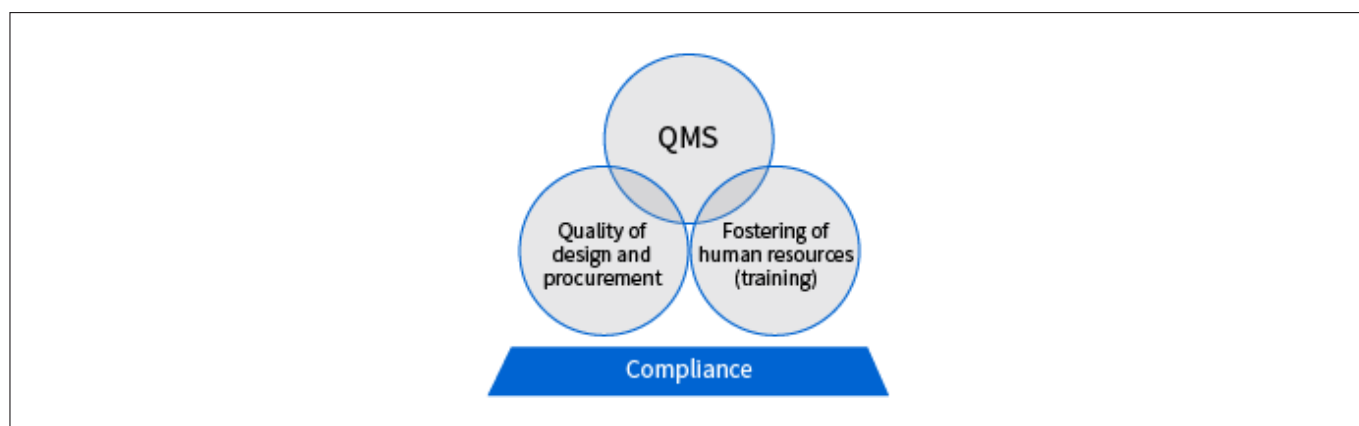 QMS
Quality of
design and
procurement
Fostering of
human resources
(training)
Compliance